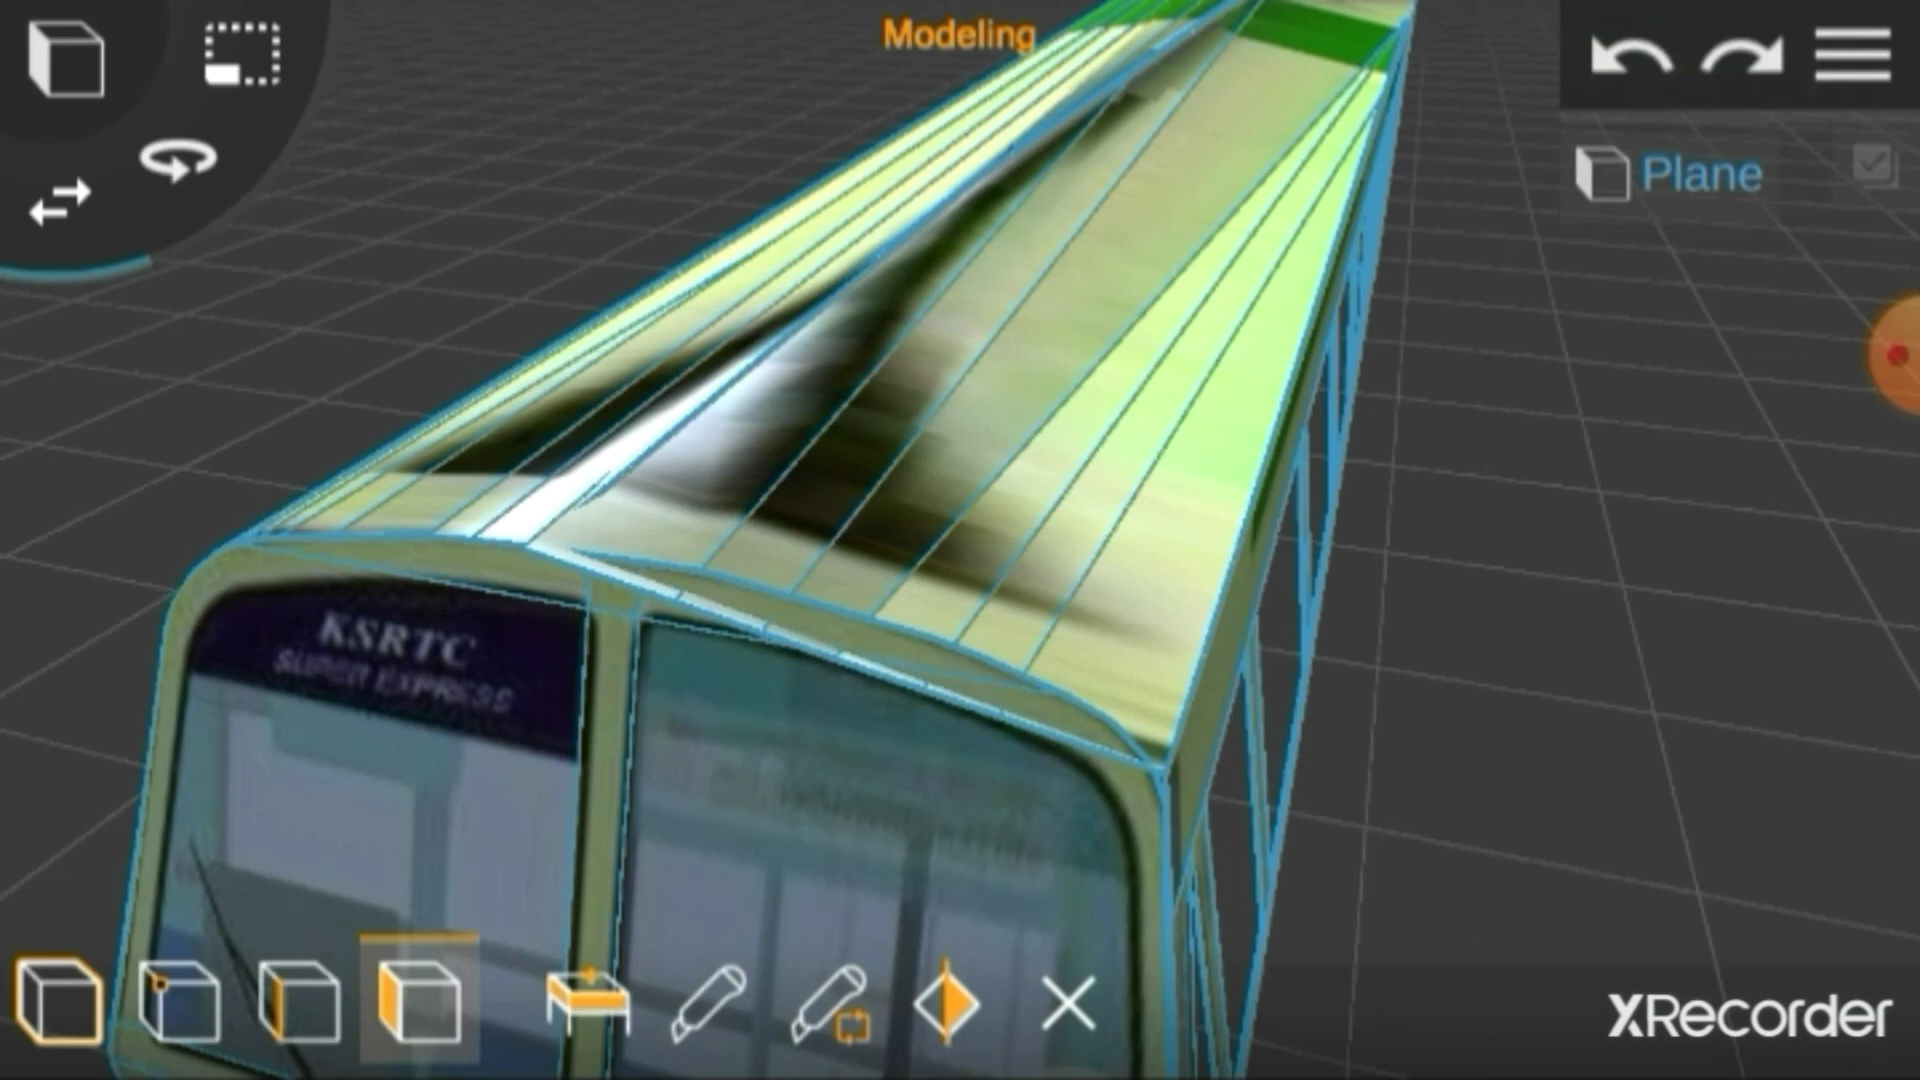 Modeling
Plane
KSRTC
SUPER EXPRESS
XRecorder